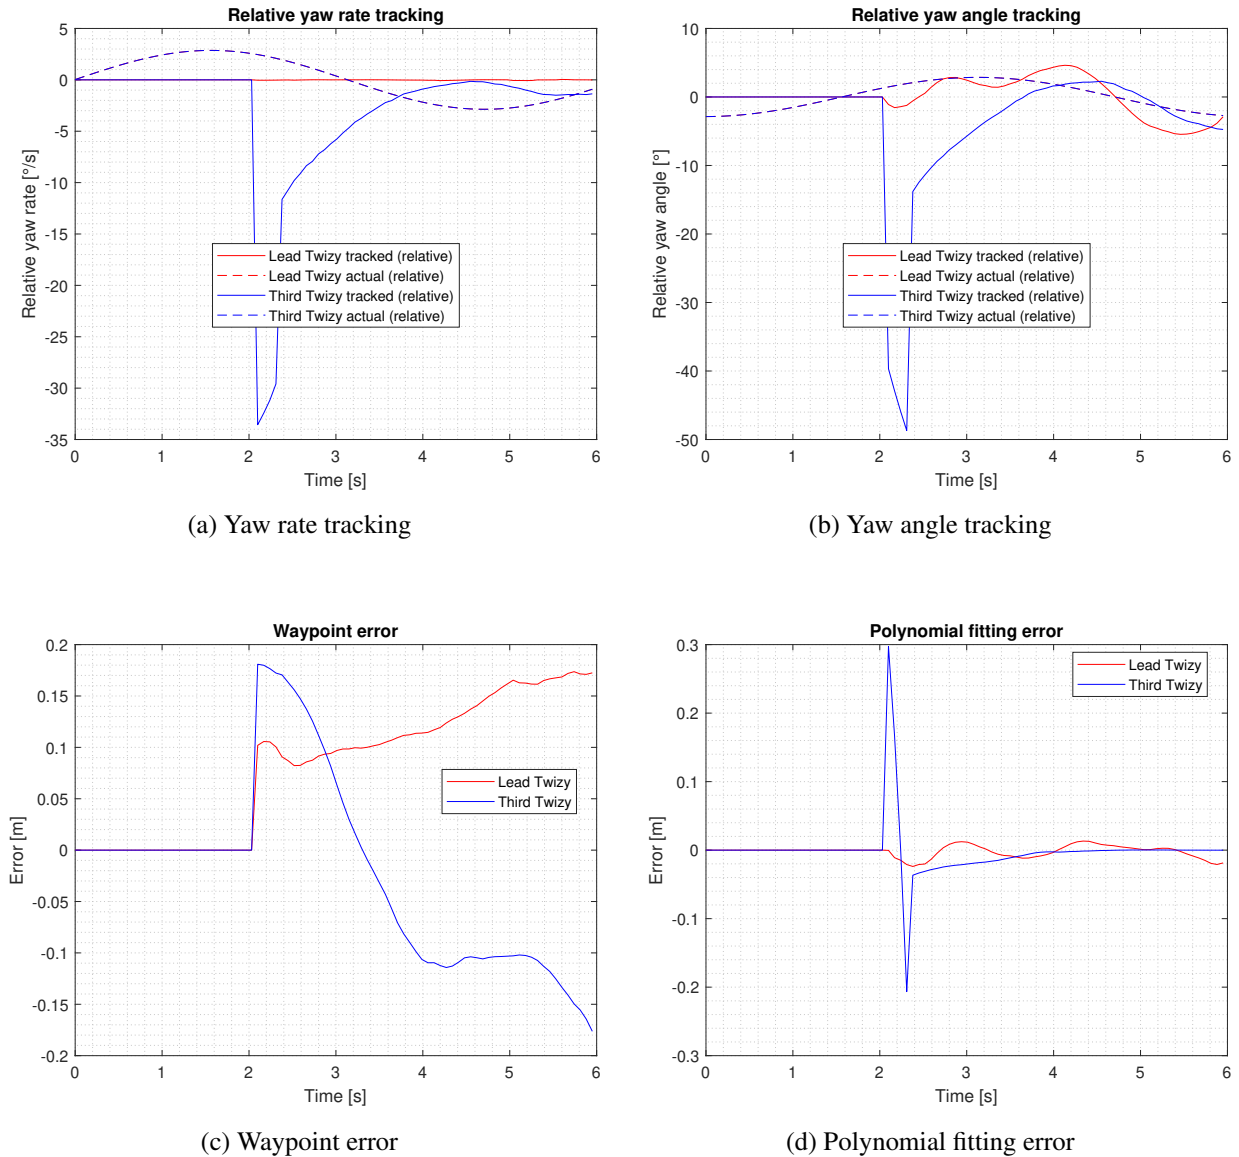 Relative yaw rate tracking
5
0
-5
-10
-15
-20
-25
-30
-35
Relative yaw rate [°/s]
Lead Twizy tracked (relative)
Lead Twizy actual (relative)
Third Twizy tracked (relative)
Third Twizy actual (relative)
0 1 2 3 4 5 6
Time [s]
(a) Yaw rate tracking
Relative yaw angle tracking
10
0
-10
-20
-30
-40
-50
Relative yaw angle [°]
Lead Twizy tracked (relative)
Lead Twizy actual (relative)
Third Twizy tracked (relative)
Third Twizy actual (relative)
0 1 2 3 4 5 6
Time [s]
(b) Yaw angle tracking
Waypoint error
0.2
0.15
0.1
0.05
0
-0.05
-0.1
-0.15
-0.2
Error [m]
Lead Twizy
Third Twizy
0 1 2 3 4 5 6
Time [s]
(c) Waypoint error
Polynomial fitting error
0.3
0.2
0.1
0
-0.1
-0.2
-0.3
Error [m]
Lead Twizy
Third Twizy
0 1 2 3 4 5 6
Time [s]
(d) Polynomial fitting error